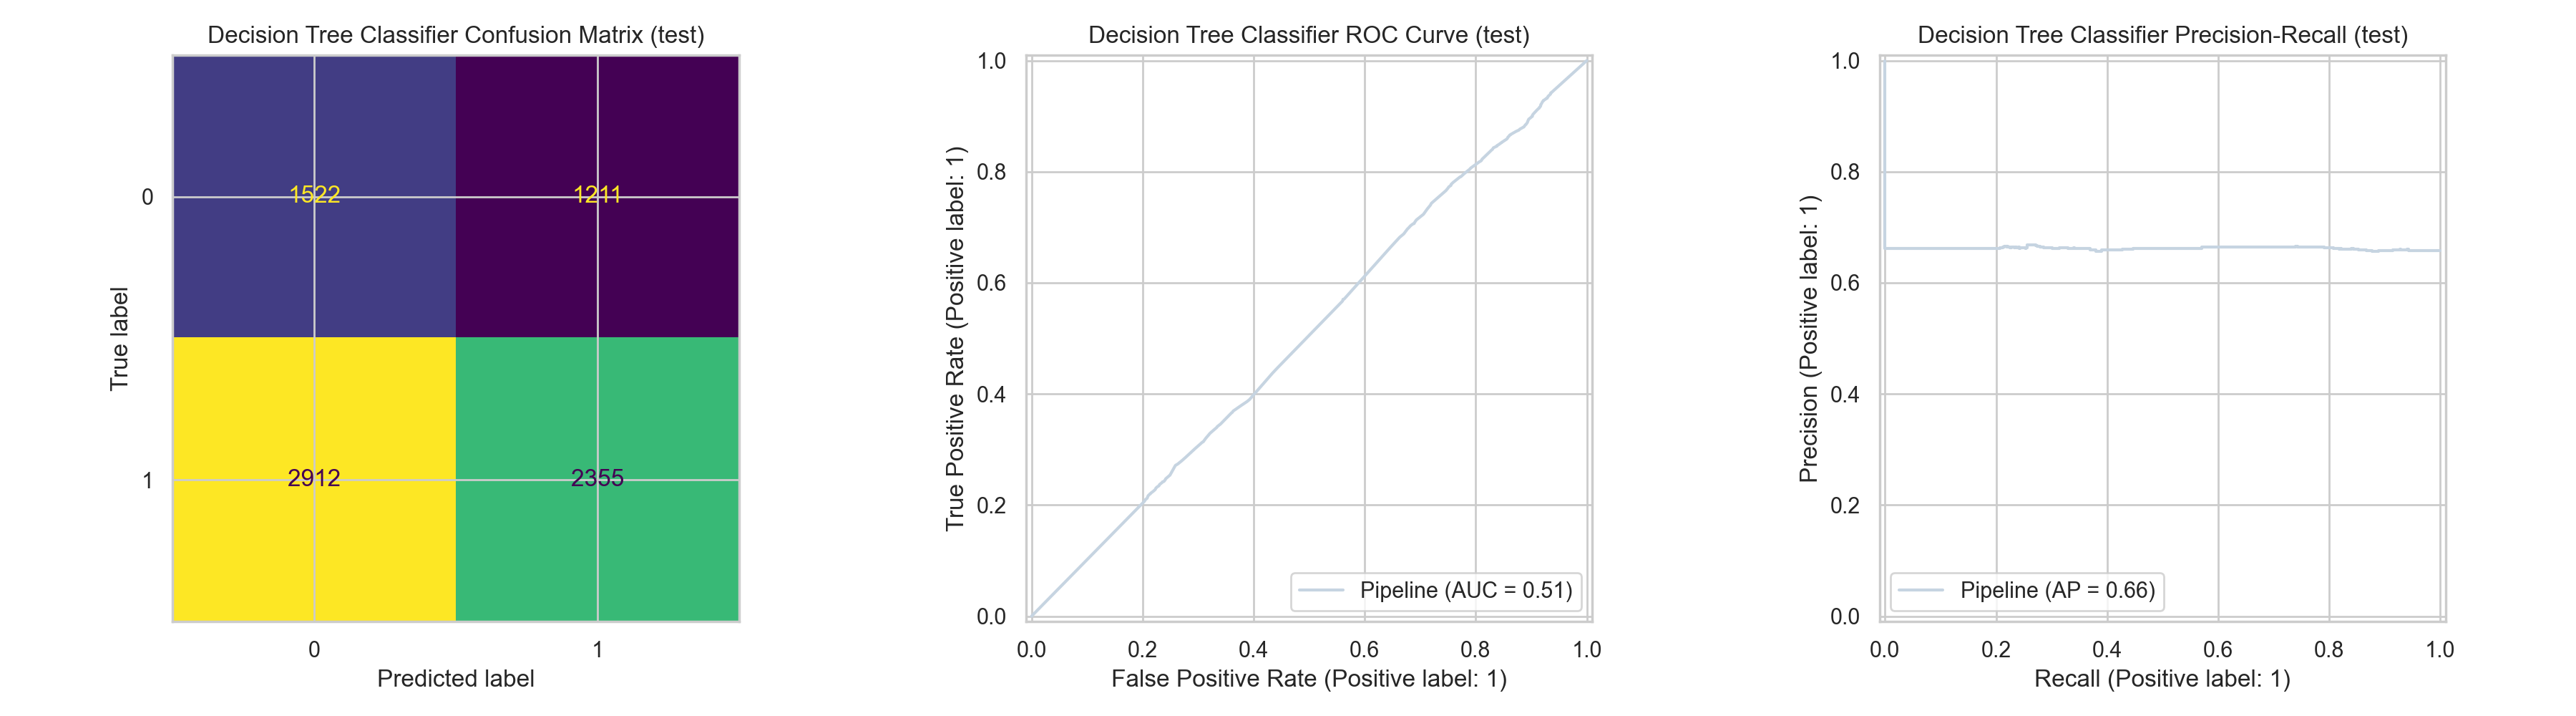 Decision Tree Classifier Confusion Matrix (test)
True label
0
1
1522
1211
2912
2355
0
1
Predicted label
Decision Tree Classifier ROC Curve (test)
True Positive Rate (Positive label: 1)
1.0
0.8
0.6
0.4
0.2
0.0
Pipeline (AUC = 0.51)
0.0
0.2
0.4
0.6
0.8
1.0
False Positive Rate (Positive label: 1)
Decision Tree Classifier Precision-Recall (test)
Precision (Positive label: 1)
1.0
0.8
0.6
0.4
0.2
0.0
Pipeline (AP = 0.66)
0.0
0.2
0.4
0.6
0.8
1.0
Recall (Positive label: 1)